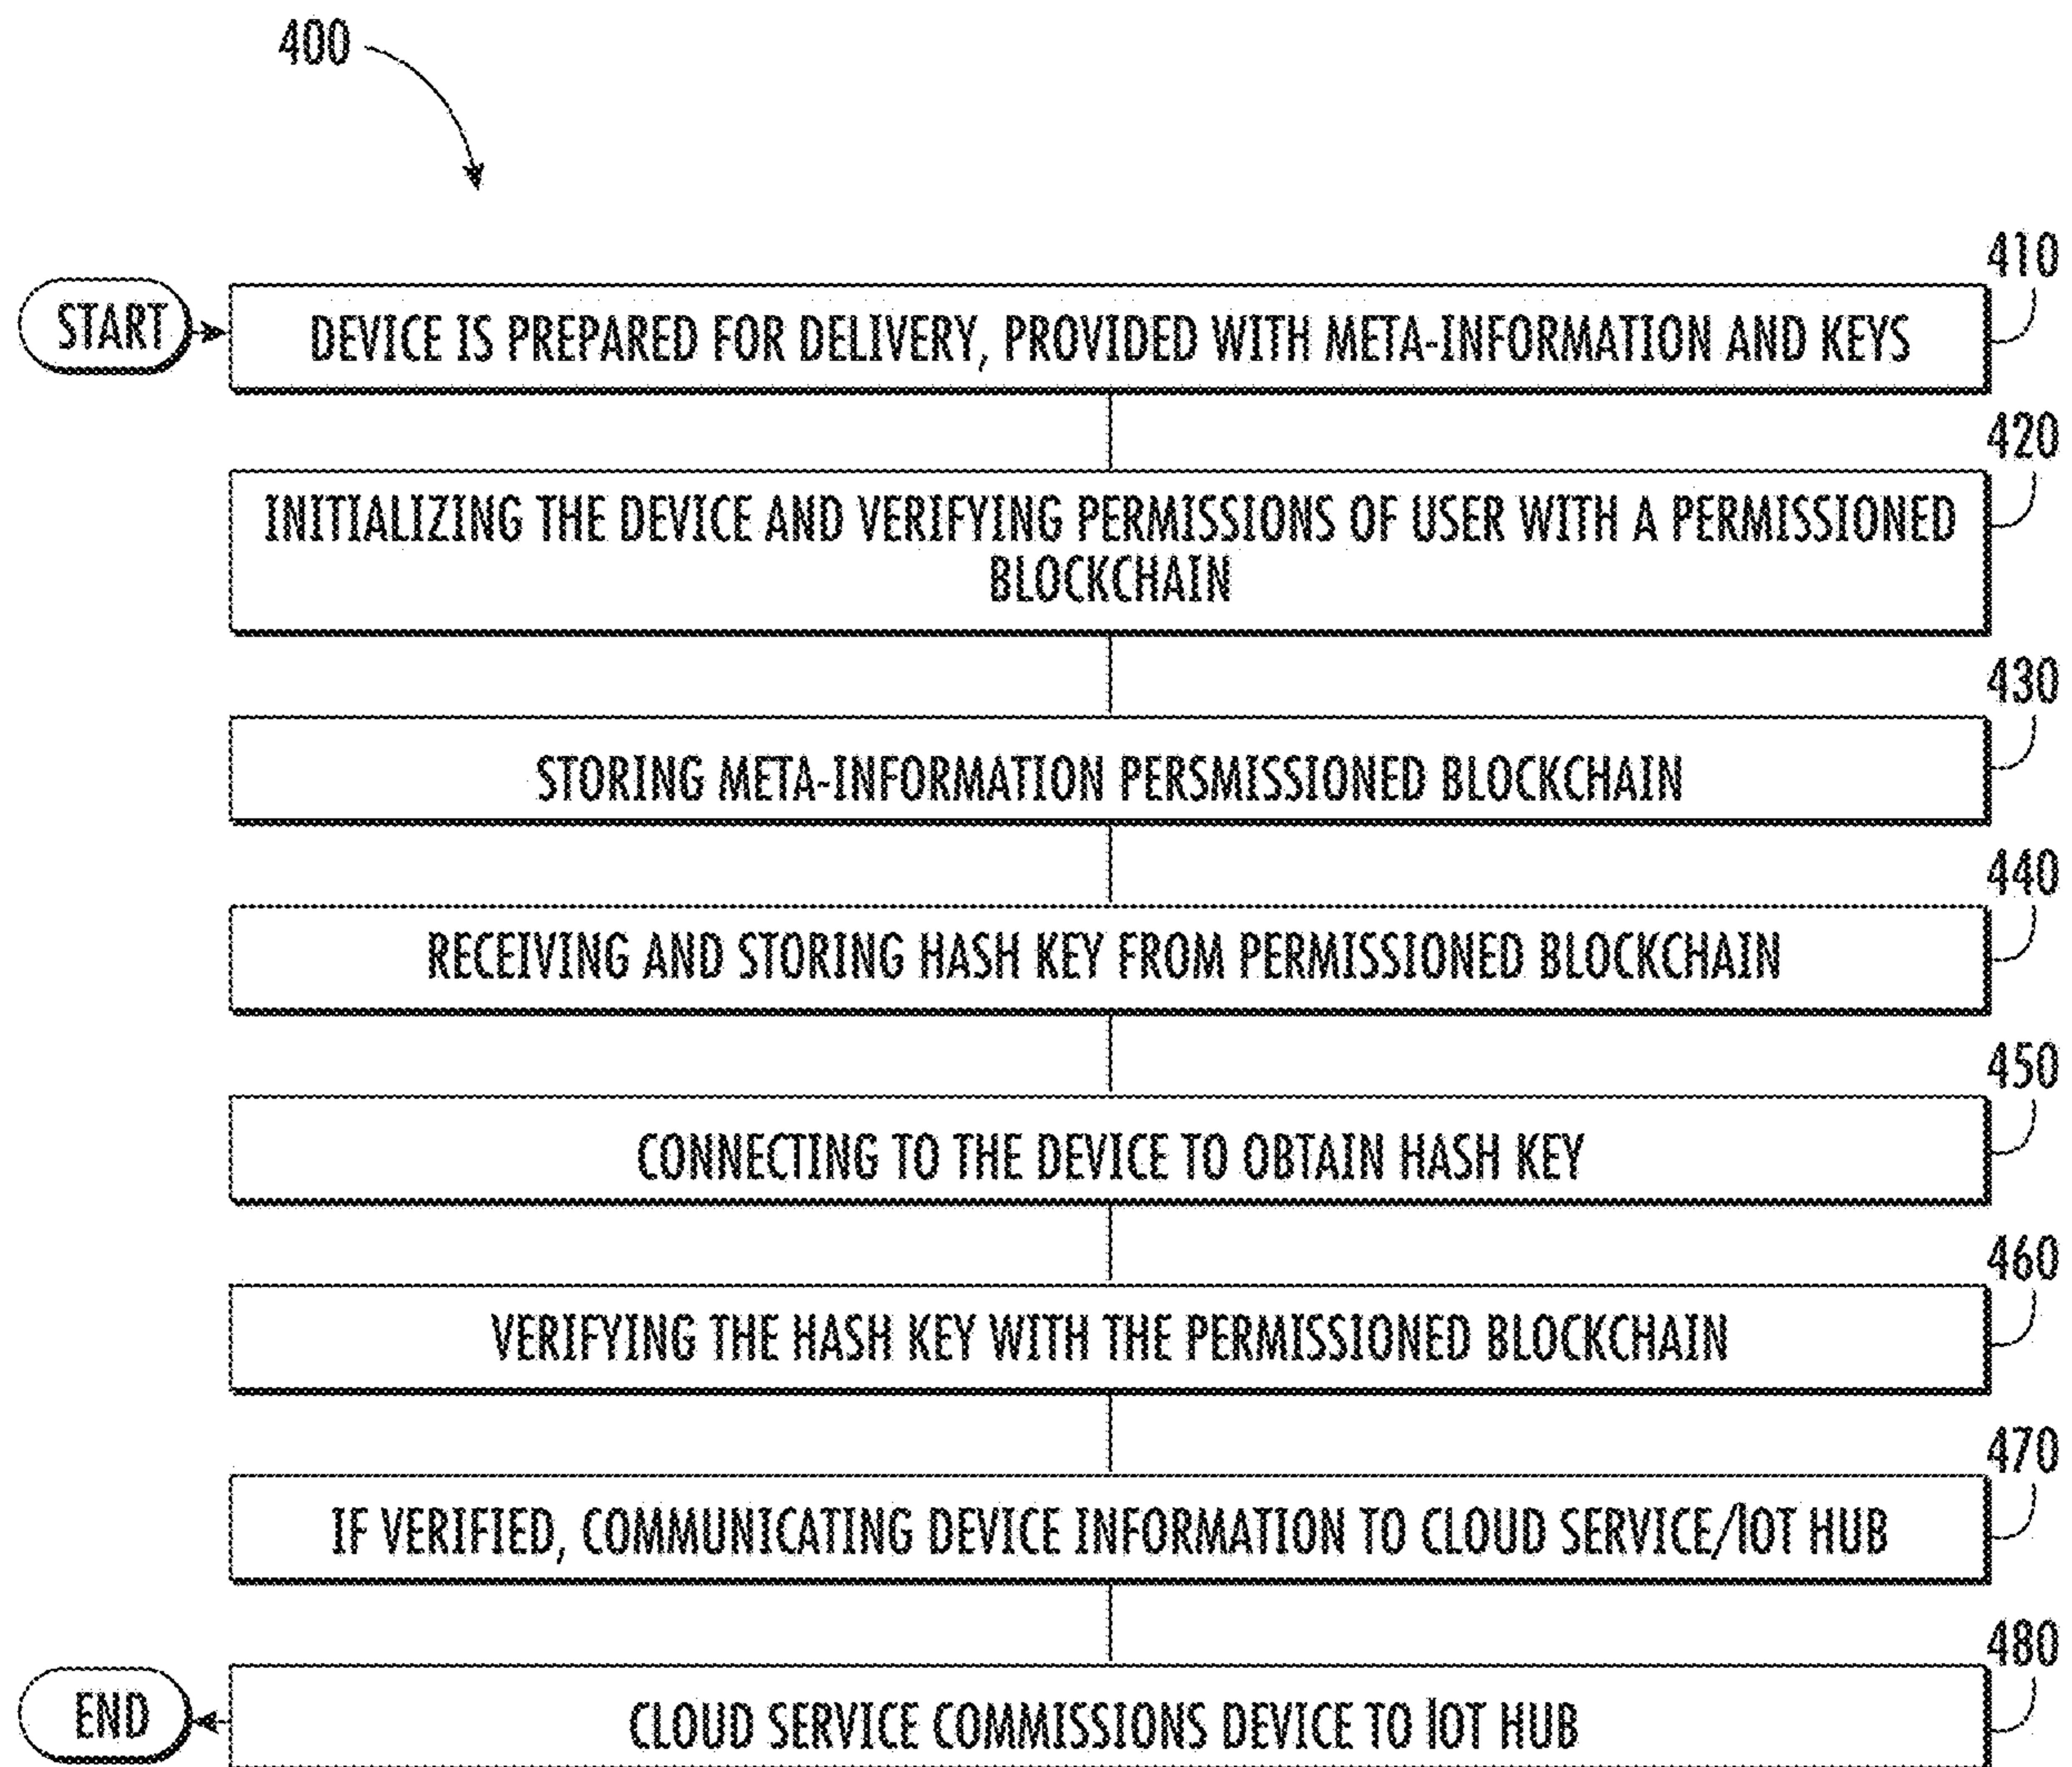 400
410
START
DEVICE IS PREPARED FOR DELIVERY, PROVIDED WITH META-INFORMATION AND KEYS
420
INITIALIZING THE DEVICE AND VERIFYING PERMISSIONS OF USER WITH A PERMISSIONED
BLOCKCHAIN
430
STORING META-INFORMATION PERSMISSIONED BLOCKCHAIN
440
RECEIVING AND STORING HASH KEY FROM PERMISSIONED BLOCKCHAIN
450
CONNECTING TO THE DEVICE TO OBTAIN HASH KEY
460
VERIFYING THE HASH KEY WITH THE PERMISSIONED BLOCKCHAIN
470
IF VERIFIED, COMMUNICATING DEVICE INFORMATION TO CLOUD SERVICE/IOT HUB
480
END
CLOUD SERVICE COMMISSIONS DEVICE TO IOT HUB